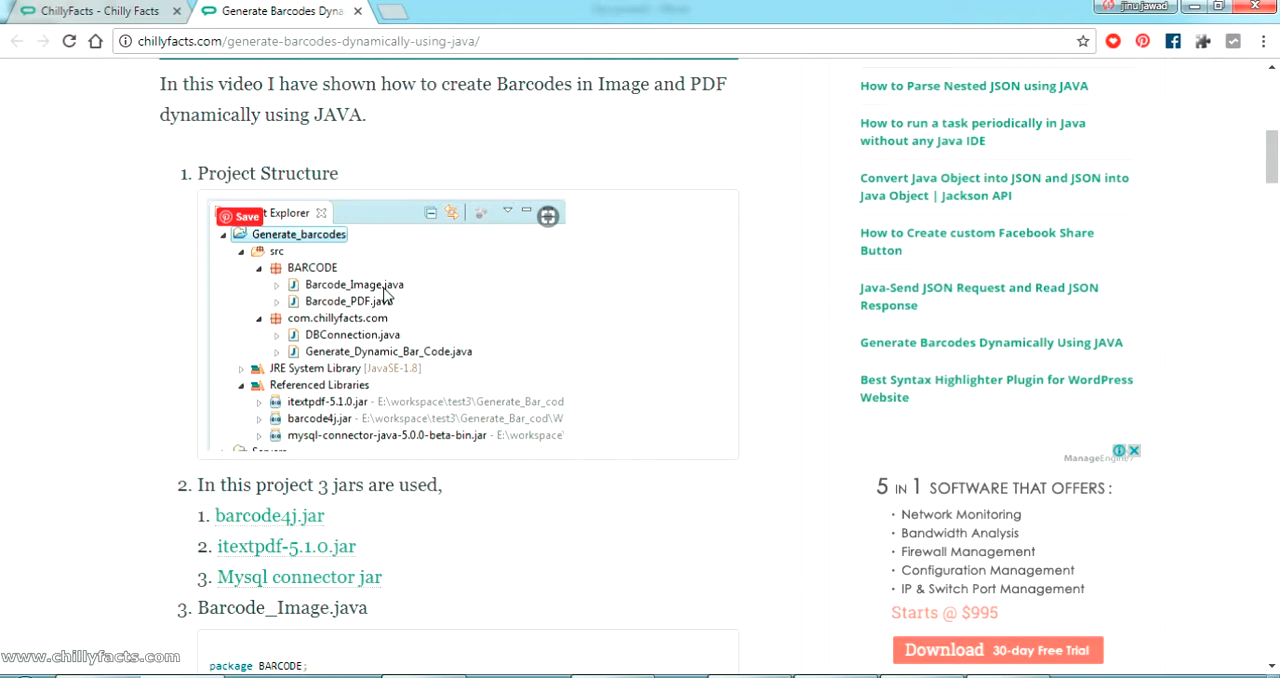 ChillyFacts - Chilly Facts
Generate Barcodes Dyna
jinu jawad
chillyfacts.com/generate-barcodes-dynamically-using-java/
In this video I have shown how to create Barcodes in Image and PDF
dynamically using JAVA.
1. Project Structure
Save
t Explorer
Generate_barcodes
src
BARCODE
Barcode_Image.java
Barcode_PDF.java
com.chillyfacts.com
DBConnection.java
Generate_Dynamic_Bar_Code.java
JRE System Library [JavaSE-1.8]
Referenced Libraries
itextpdf-5.1.0.jar - E:\workspace\test3\Generate_Bar_cod
barcode4j.jar - E:\workspace\test3\Generate_Bar_cod\W
mysql-connector-java-5.0.0-beta-bin.jar - E:\workspace'
2. In this project 3 jars are used,
1. barcode4j.jar
2. itextpdf-5.1.0.jar
3. Mysql connector jar
3. Barcode_Image.java
package BARCODE;
www.chillyfacts.com
How to Parse Nested JSON using JAVA
How to run a task periodically in Java
without any Java IDE
Convert Java Object into JSON and JSON into
Java Object | Jackson API
How to Create custom Facebook Share
Button
Java-Send JSON Request and Read JSON
Response
Generate Barcodes Dynamically Using JAVA
Best Syntax Highlighter Plugin for WordPress
Website
ManageEngine
5 IN 1 SOFTWARE THAT OFFERS :
· Network Monitoring
· Bandwidth Analysis
· Firewall Management
· Configuration Management
· IP & Switch Port Management
Starts @ $995
Download 30-day Free Trial